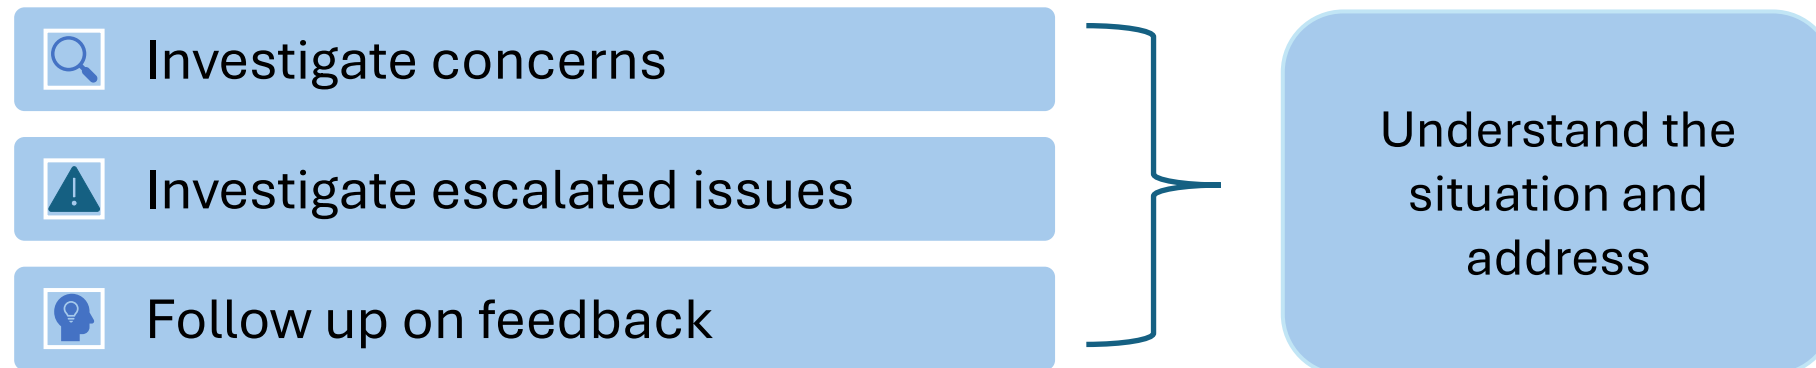 Investigate concerns
Investigate escalated issues
Follow up on feedback
Understand the
situation and
address